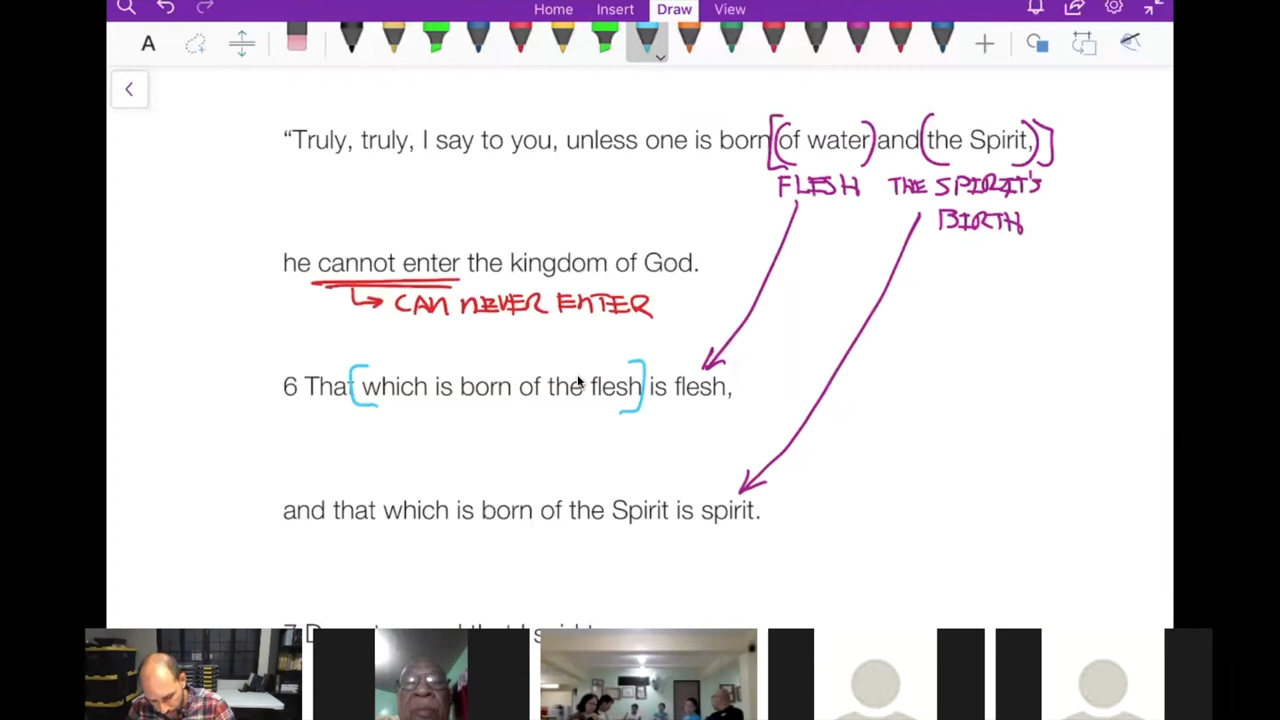 Home Insert Draw View
A
“Truly, truly, I say to you, unless one is born [(of water) and (the Spirit,)]
FLESH THE SPIRIT'S
BIRTH
he cannot enter the kingdom of God.
↳ CAN NEVER ENTER
6 That [which is born of the flesh] is flesh,
and that which is born of the Spirit is spirit.